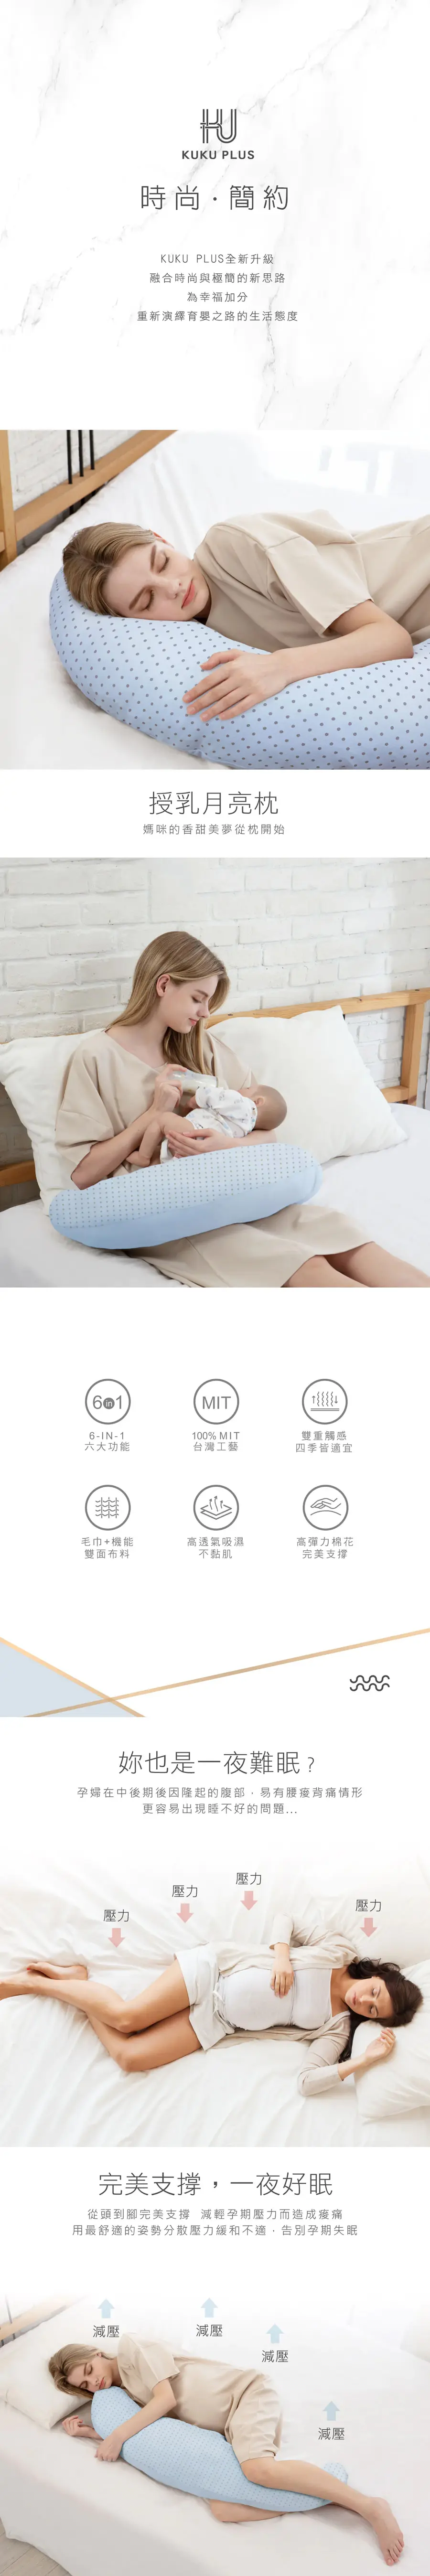 KUKU PLUS
時尚·簡約
KUKU PLUS全新升級
融合時尚與極簡的新思路
為幸福加分
重新演繹育嬰之路的生活態度
授乳月亮枕
媽咪的香甜美夢從枕開始
6in1
6-IN-1
六大功能
MIT
100% MIT
台灣工藝
雙重觸感
四季皆適宜
毛巾+機能
雙面布料
高透氣吸濕
不黏肌
高彈力棉花
完美支撐
妳也是一夜難眠?
孕婦在中後期後因隆起的腹部，易有腰痠背痛情形
更容易出現睡不好的問題...
壓力
壓力
壓力
壓力
完美支撐，一夜好眠
從頭到腳完美支撐 減輕孕期壓力而造成痠痛
用最舒適的姿勢分散壓力緩和不適，告別孕期失眠
減壓
減壓
減壓
減壓